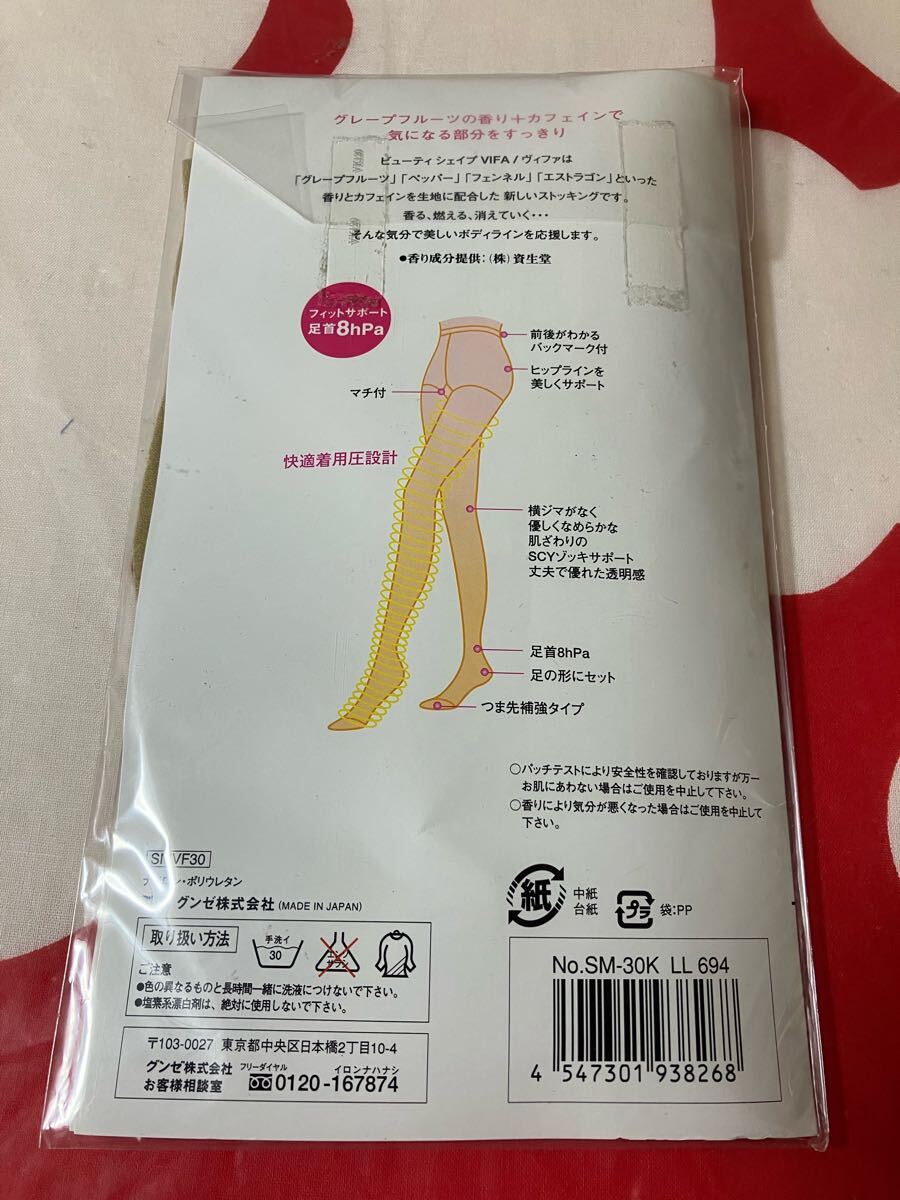 グレープフルーツの香り＋カフェインで
気になる部分をすっきり
ビューティ シェイプ VIFA / ヴィファは
「グレープフルーツ」「ペッパー」「フェンネル」「エストラゴン」といった
香りとカフェインを生地に配合した 新しいストッキングです。
香る、燃える、消えていく・・・
そんな気分で美しいボディラインを応援します。
●香り成分提供：（株）資生堂
フィットサポート
足首8hPa
前後がわかる
バックマーク付
ヒップラインを
美しくサポート
マチ付
快適着用圧設計
横ジマがなく
優しくなめらかな
肌ざわりの
SCYゾッキサポート
丈夫で優れた透明感
足首8hPa
足の形にセット
つま先補強タイプ
○パッチテストにより安全性を確認しておりますが万一
お肌にあわない場合はご使用を中止して下さい。
○香りにより気分が悪くなった場合はご使用を中止して
下さい。
VF30
ン・ポリウレタン
グンゼ株式会社 (MADE IN JAPAN)
紙
中紙
台紙
プラ
袋：PP
取り扱い方法
手洗イ
30
エンソ
サラシ
ご注意
●色の異なるものと長時間一緒に洗液につけないで下さい。
●塩素系漂白剤は、絶対に使用しないで下さい。
No.SM-30K LL 694
4 547301 938268
〒103-0027 東京都中央区日本橋2丁目10-4
グンゼ株式会社 フリーダイヤル イロンナハナシ
お客様相談室 0120-167874